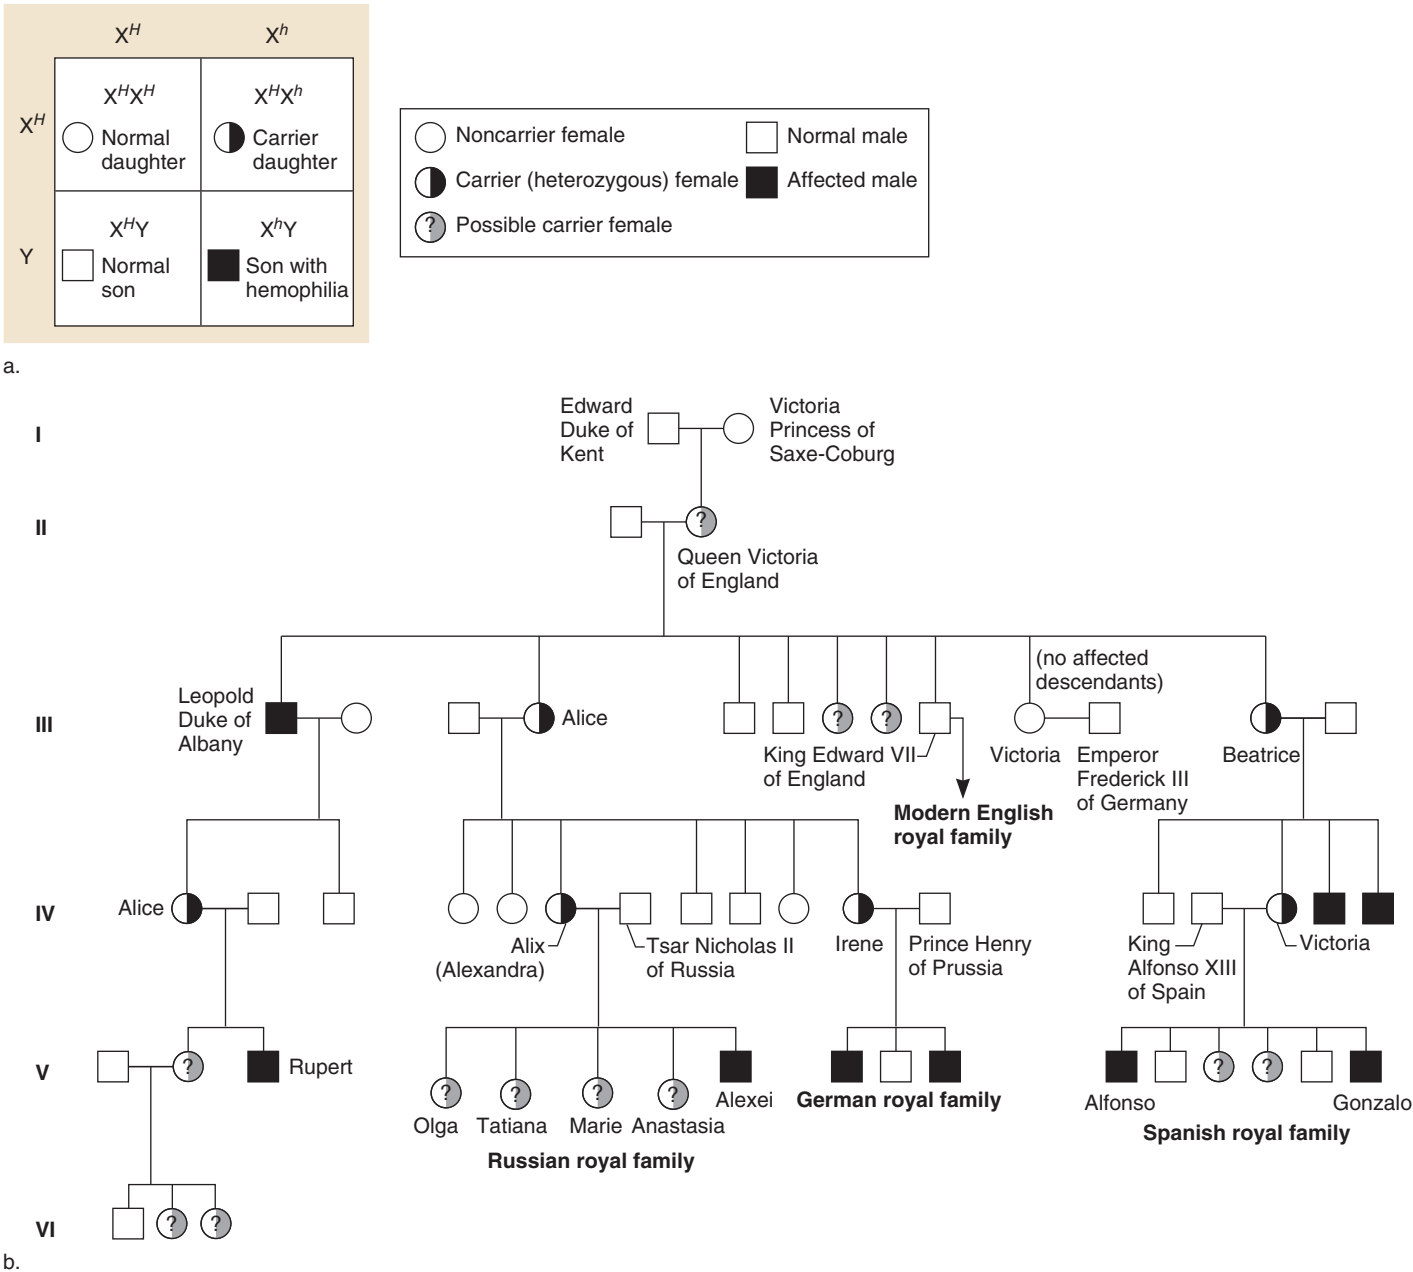 X^H X^h
X^H
X^HX^H
Normal
daughter
X^HX^h
Carrier
daughter
Y
X^HY
Normal
son
X^hY
Son with
hemophilia
Noncarrier female
Normal male
Carrier (heterozygous) female
Affected male
? Possible carrier female
a.
I
Edward
Duke of
Kent
Victoria
Princess of
Saxe-Coburg
II
?
Queen Victoria
of England
III
Leopold
Duke of
Albany
Alice
? ?
King Edward VII
of England
Modern English
royal family
(no affected
descendants)
Victoria
Emperor
Frederick III
of Germany
Beatrice
IV
Alice
Alix
(Alexandra)
Tsar Nicholas II
of Russia
Irene
Prince Henry
of Prussia
King
Alfonso XIII
of Spain
Victoria
V
?
Rupert
? ? ? ?
Olga Tatiana Marie Anastasia
Alexei
Russian royal family
German royal family
? ?
Alfonso
Gonzalo
Spanish royal family
VI
? ?
b.